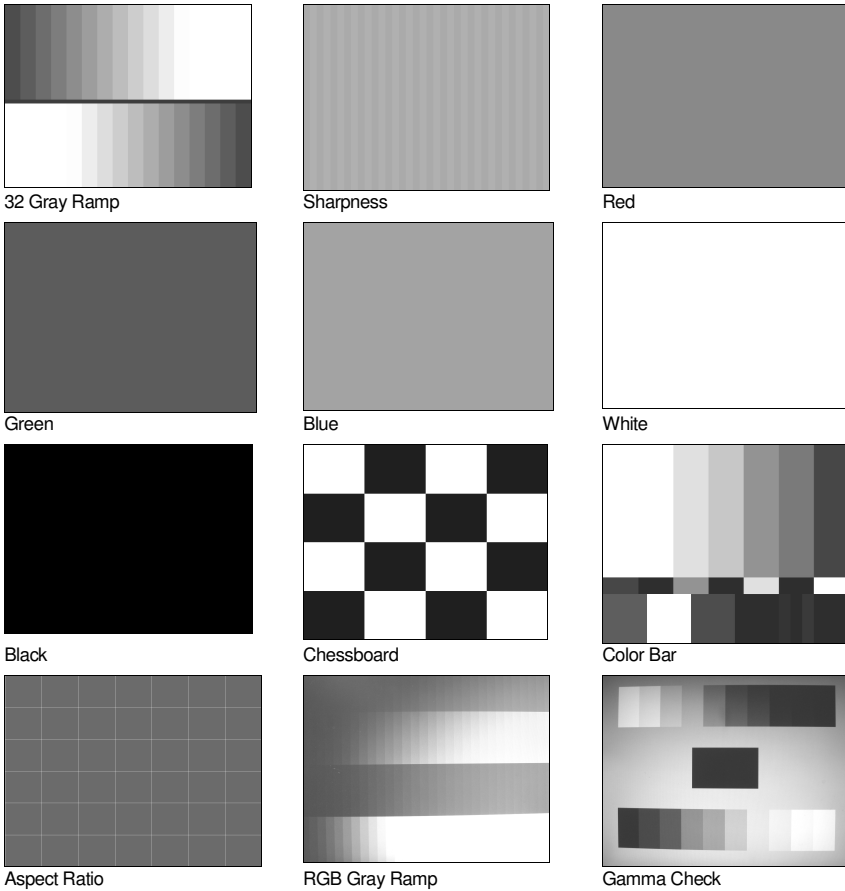 32 Gray Ramp
Sharpness
Red
Green
Blue
White
Black
Chessboard
Color Bar
Aspect Ratio
RGB Gray Ramp
Gamma Check